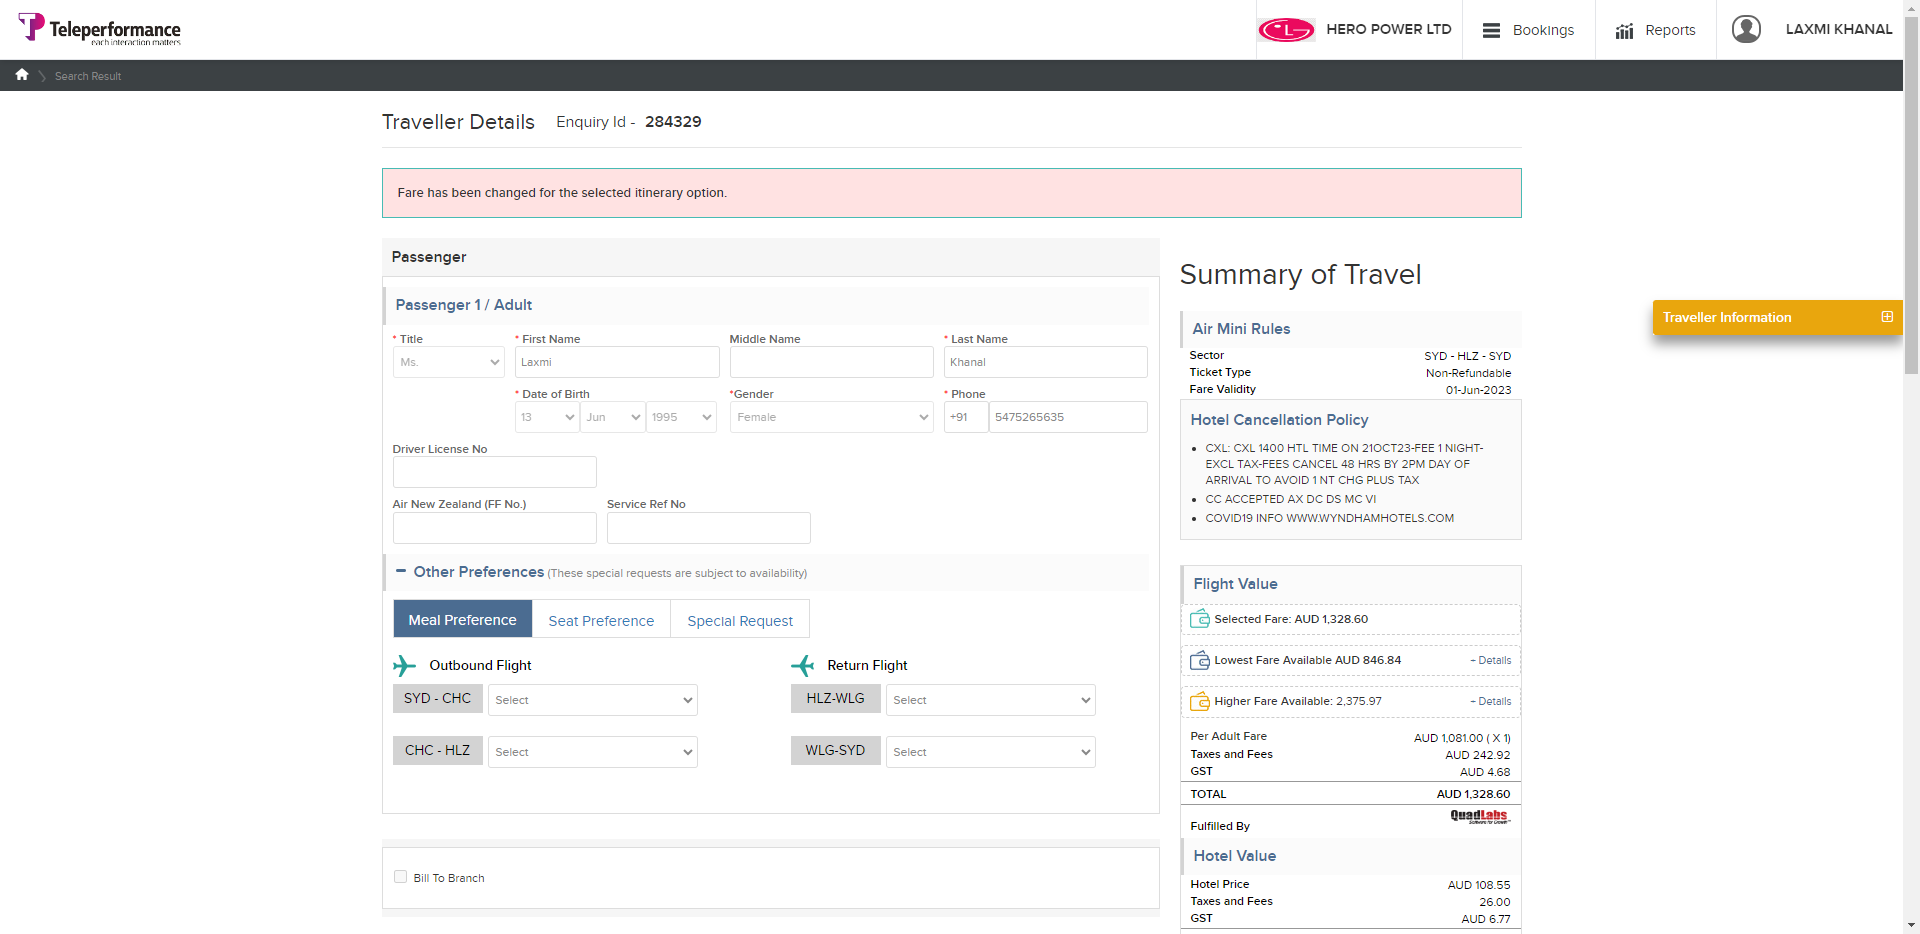 Teleperformance
each interaction matters
LG HERO POWER LTD
Bookings
Reports
LAXMI KHANAL
Search Result
Traveller Details
Enquiry Id - 284329
Fare has been changed for the selected itinerary option.
Passenger
Passenger 1 / Adult
* Title
* First Name
Middle Name
* Last Name
Ms.
Laxmi
Khanal
* Date of Birth
*Gender
* Phone
13
Jun
1995
Female
+91
5475265635
Driver License No
Air New Zealand (FF No.)
Service Ref No
Other Preferences (These special requests are subject to availability)
Meal Preference
Seat Preference
Special Request
Outbound Flight
Return Flight
SYD - CHC
Select
HLZ-WLG
Select
CHC - HLZ
Select
WLG-SYD
Select
Bill To Branch
Summary of Travel
Air Mini Rules
Sector SYD - HLZ - SYD
Ticket Type Non-Refundable
Fare Validity 01-Jun-2023
Hotel Cancellation Policy
• CXL: CXL 1400 HTL TIME ON 21OCT23-FEE 1 NIGHT-
EXCL TAX-FEES CANCEL 48 HRS BY 2PM DAY OF
ARRIVAL TO AVOID 1 NT CHG PLUS TAX
• CC ACCEPTED AX DC DS MC VI
• COVID19 INFO WWW.WYNDHAMHOTELS.COM
Flight Value
Selected Fare: AUD 1,328.60
Lowest Fare Available AUD 846.84 + Details
Higher Fare Available: 2,375.97 + Details
Per Adult Fare AUD 1,081.00 ( X 1)
Taxes and Fees AUD 242.92
GST AUD 4.68
TOTAL AUD 1,328.60
Fulfilled By QuadLabs
Hotel Value
Hotel Price AUD 108.55
Taxes and Fees 26.00
GST AUD 6.77
Traveller Information